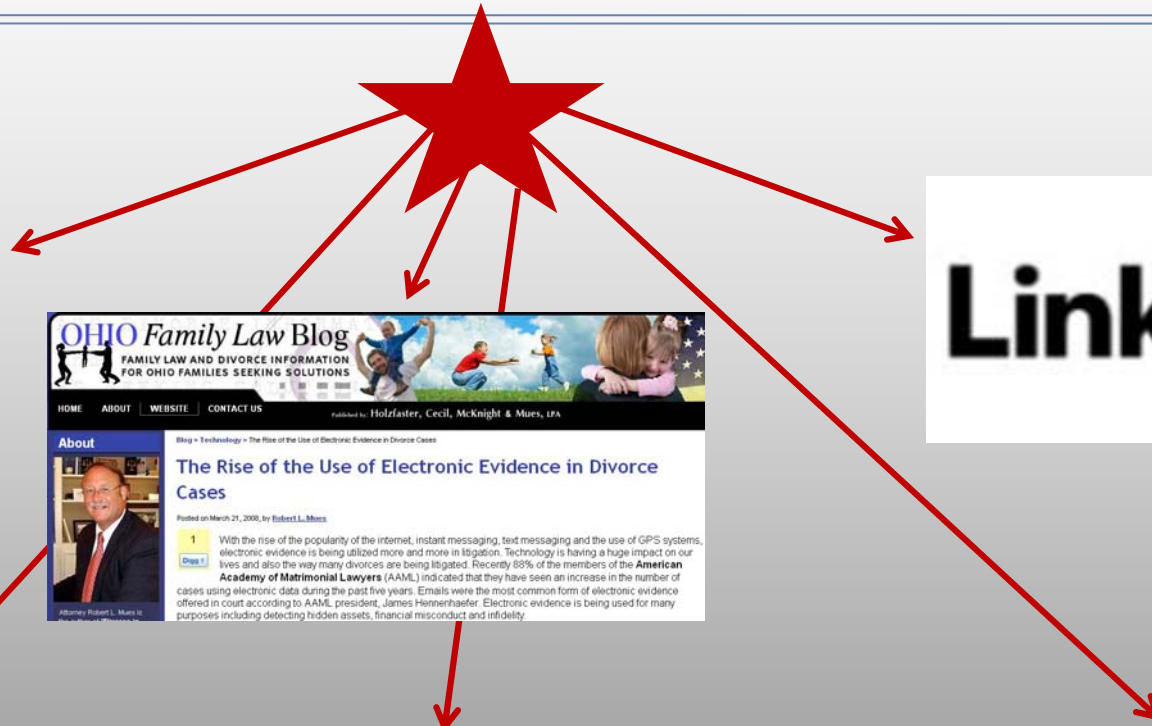 OHIO Family Law Blog
FAMILY LAW AND DIVORCE INFORMATION
FOR OHIO FAMILIES SEEKING SOLUTIONS
HOME ABOUT WEBSITE CONTACT US
Published by: Holzfaster, Cecil, McKnight & Mues, LPA
About
Blog » Technology » The Rise of the Use of Electronic Evidence in Divorce Cases
The Rise of the Use of Electronic Evidence in Divorce
Cases
Posted on March 21, 2008, by Robert L. Mues
1
Digg it
With the rise of the popularity of the internet, instant messaging, text messaging and the use of GPS systems,
electronic evidence is being utilized more and more in litigation. Technology is having a huge impact on our
lives and also the way many divorces are being litigated. Recently 88% of the members of the American
Academy of Matrimonial Lawyers (AAML) indicated that they have seen an increase in the number of
cases using electronic data during the past five years. Emails were the most common form of electronic evidence
offered in court according to AAML president, James Hennenhaefer. Electronic evidence is being used for many
purposes including detecting hidden assets, financial misconduct and infidelity.
Attorney Robert L. Mues is
Link